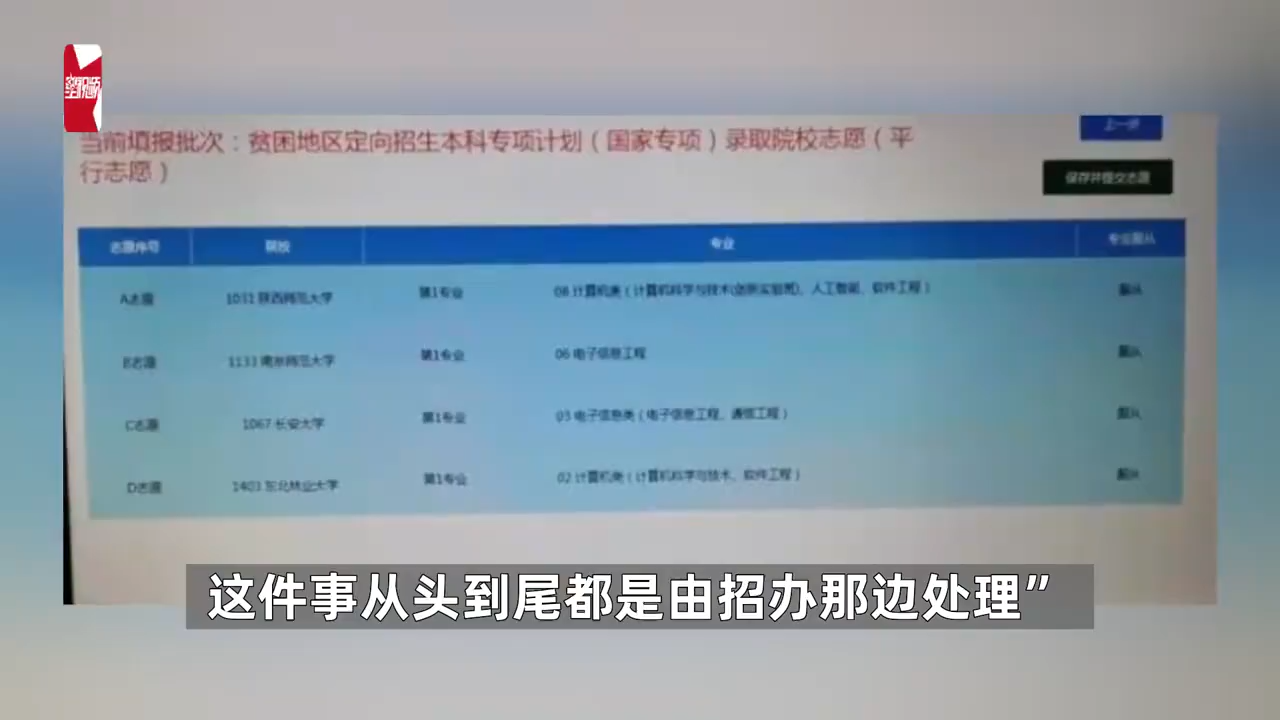 当前填报批次：贫困地区定向招生本科专项计划（国家专项）录取院校志愿（平
行志愿）
上一步
保存并提交志愿
志愿序号 院校 专业 专业服从
A志愿 1031 陕西师范大学 第1专业 08 计算机类（计算机科学与技术(创新实验班)、人工智能、软件工程） 服从
B志愿 1133 南京师范大学 第1专业 06 电子信息工程 服从
C志愿 1067 长安大学 第1专业 03 电子信息类（电子信息工程、通信工程） 服从
D志愿 1403 东北林业大学 第1专业 02 计算机类（计算机科学与技术、软件工程） 服从
这件事从头到尾都是由招办那边处理”